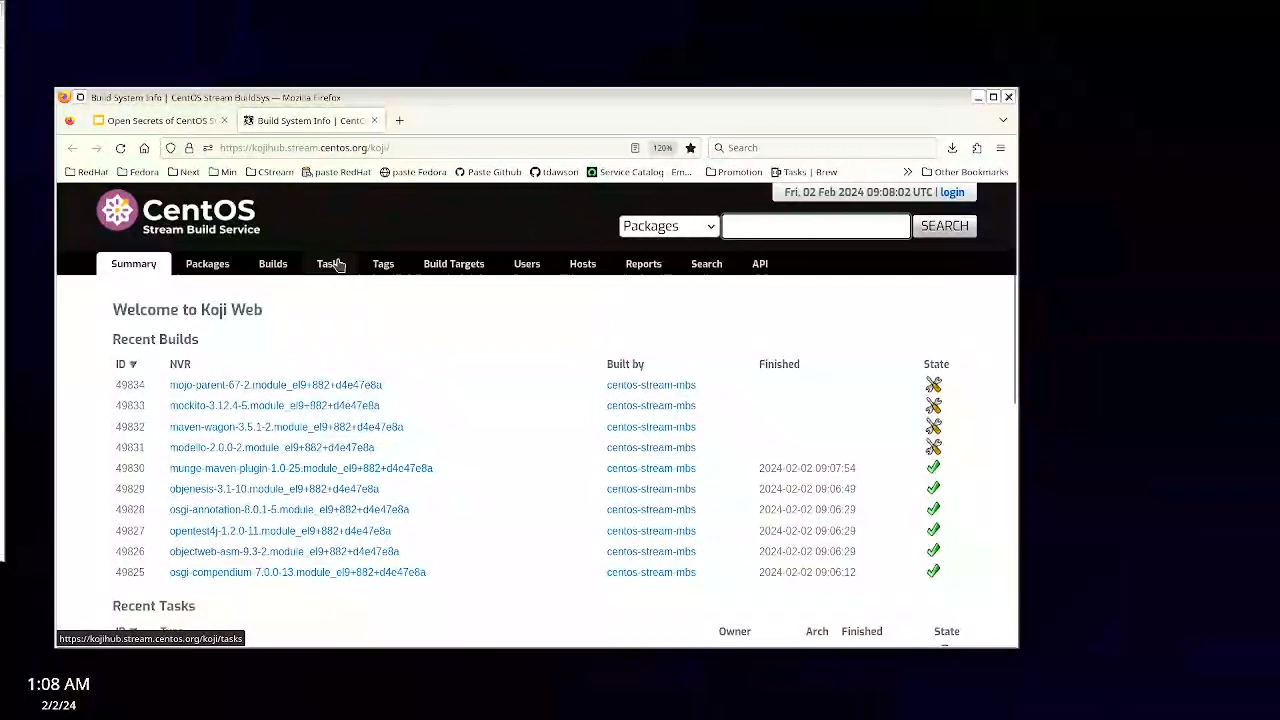 Build System Info | CentOS Stream BuildSys — Mozilla Firefox
Open Secrets of CentOS St
Build System Info | CentO
https://kojihub.stream.centos.org/koji/
120%
Search
RedHat
Fedora
Next
Min
CStream
paste RedHat
paste Fedora
Paste Github
tdawson
Service Catalog - Em...
Promotion
Tasks | Brew
Other Bookmarks
Fri, 02 Feb 2024 09:08:02 UTC | login
CentOS
Stream Build Service
Packages
SEARCH
Summary Packages Builds Tasks Tags Build Targets Users Hosts Reports Search API
Welcome to Koji Web
Recent Builds
ID NVR Built by Finished State
49834 mojo-parent-67-2.module_el9+882+d4e47e8a centos-stream-mbs
49833 mockito-3.12.4-5.module_el9+882+d4e47e8a centos-stream-mbs
49832 maven-wagon-3.5.1-2.module_el9+882+d4e47e8a centos-stream-mbs
49831 modello-2.0.0-2.module_el9+882+d4e47e8a centos-stream-mbs
49830 munge-maven-plugin-1.0-25.module_el9+882+d4e47e8a centos-stream-mbs 2024-02-02 09:07:54
49829 objenesis-3.1-10.module_el9+882+d4e47e8a centos-stream-mbs 2024-02-02 09:06:49
49828 osgi-annotation-8.0.1-5.module_el9+882+d4e47e8a centos-stream-mbs 2024-02-02 09:06:29
49827 opentest4j-1.2.0-11.module_el9+882+d4e47e8a centos-stream-mbs 2024-02-02 09:06:29
49826 objectweb-asm-9.3-2.module_el9+882+d4e47e8a centos-stream-mbs 2024-02-02 09:06:29
49825 osgi-compendium-7.0.0-13.module_el9+882+d4e47e8a centos-stream-mbs 2024-02-02 09:06:12
Recent Tasks
Owner Arch Finished State
https://kojihub.stream.centos.org/koji/tasks
1:08 AM
2/2/24